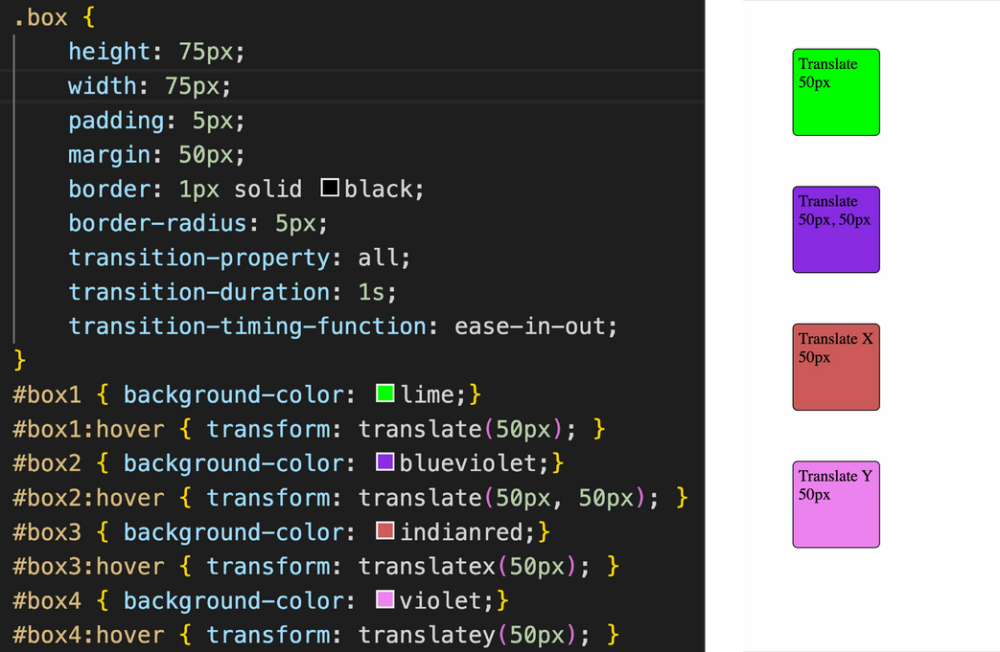 .box {
height: 75px;
width: 75px;
padding: 5px;
margin: 50px;
border: 1px solid black;
border-radius: 5px;
transition-property: all;
transition-duration: 1s;
transition-timing-function: ease-in-out;
}
#box1 { background-color: lime;}
#box1:hover { transform: translate(50px); }
#box2 { background-color: blueviolet;}
#box2:hover { transform: translate(50px, 50px); }
#box3 { background-color: indianred;}
#box3:hover { transform: translatex(50px); }
#box4 { background-color: violet;}
#box4:hover { transform: translatey(50px); }
Translate
50px
Translate
50px, 50px
Translate X
50px
Translate Y
50px